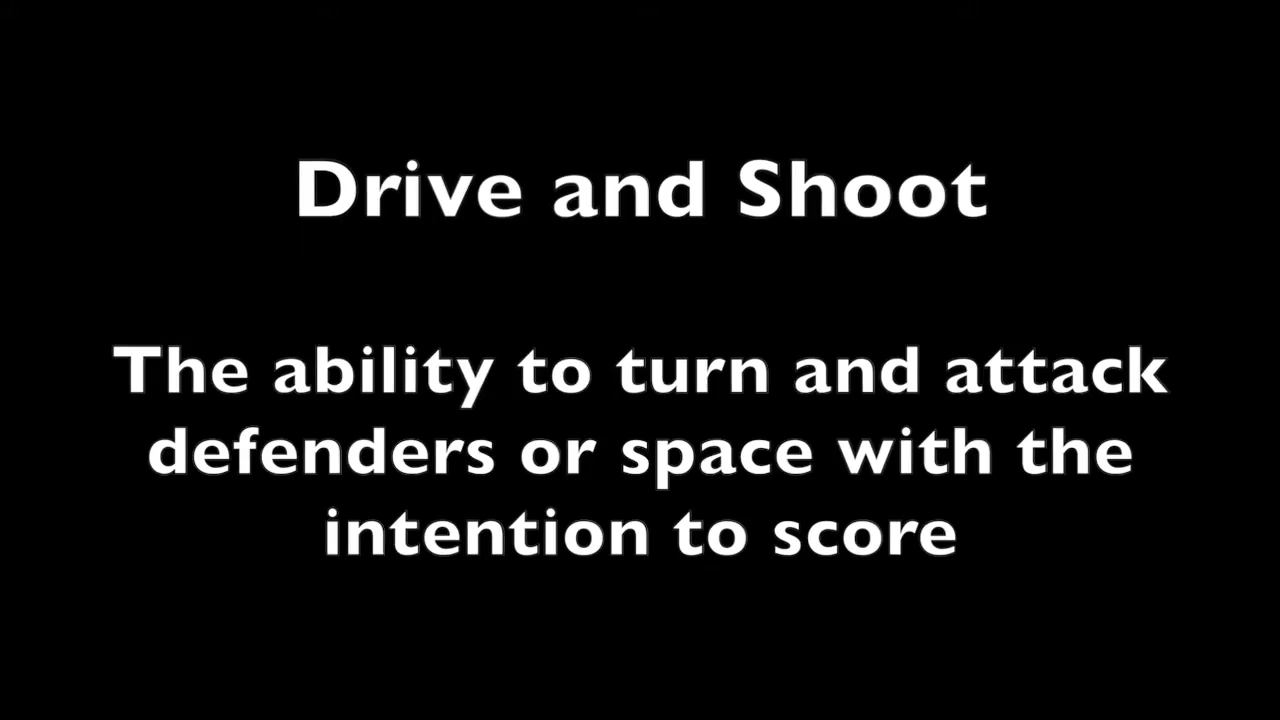 Drive and Shoot
The ability to turn and attack
defenders or space with the
intention to score